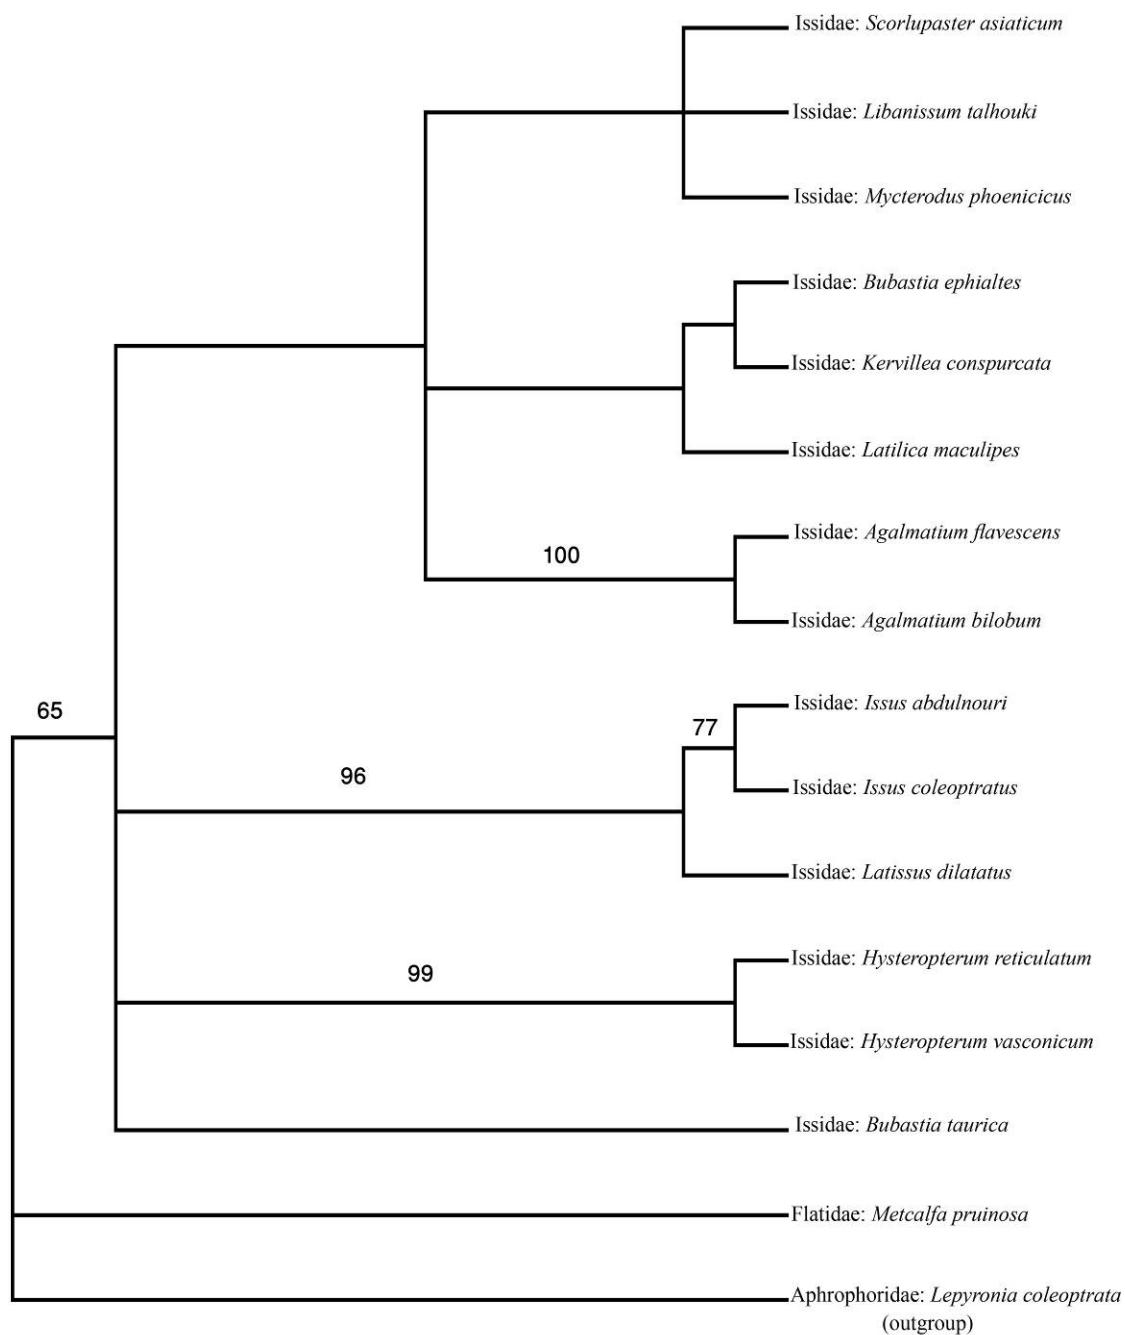 Issidae: Scorlupaster asiaticum
Issidae: Libanissum talhouki
Issidae: Mycterodus phoenicicus
Issidae: Bubastia ephialtes
Issidae: Kervillea conspurcata
Issidae: Latilica maculipes
Issidae: Agalmatium flavescens
100
Issidae: Agalmatium bilobum
Issidae: Issus abdulnouri
65
77
96
Issidae: Issus coleoptratus
Issidae: Latissus dilatatus
Issidae: Hysteropterum reticulatum
99
Issidae: Hysteropterum vasconicum
Issidae: Bubastia taurica
Flatidae: Metcalfa pruinosa
Aphrophoridae: Lepyronia coleoptrata
(outgroup)